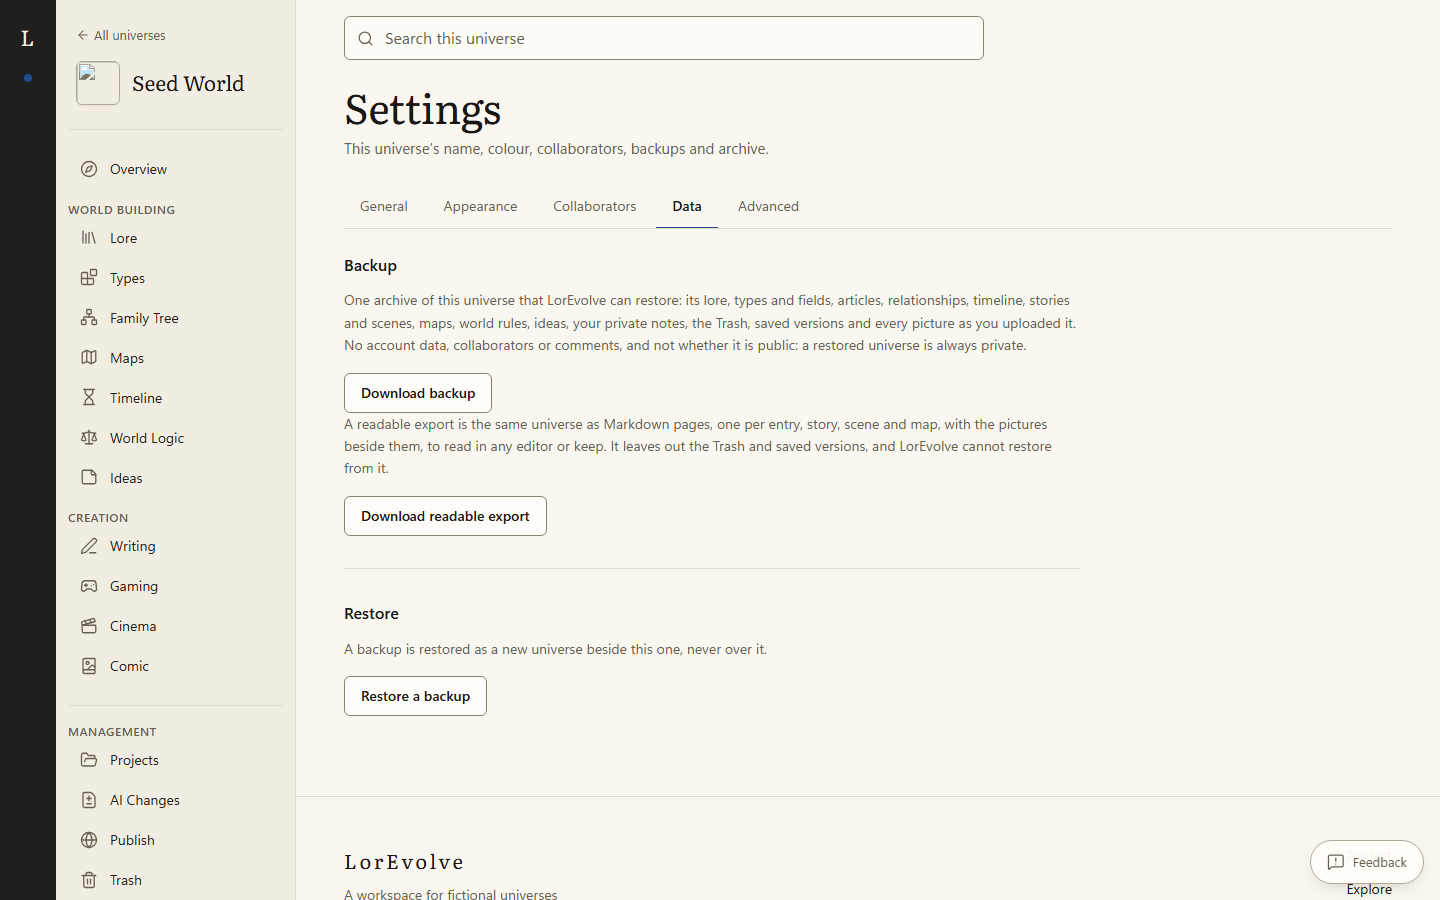 L
All universes
Seed World
Overview
WORLD BUILDING
Lore
Types
Family Tree
Maps
Timeline
World Logic
Ideas
CREATION
Writing
Gaming
Cinema
Comic
MANAGEMENT
Projects
AI Changes
Publish
Trash
Search this universe
Settings
This universe's name, colour, collaborators, backups and archive.
General
Appearance
Collaborators
Data
Advanced
Backup
One archive of this universe that LorEvolve can restore: its lore, types and fields, articles, relationships, timeline, stories
and scenes, maps, world rules, ideas, your private notes, the Trash, saved versions and every picture as you uploaded it.
No account data, collaborators or comments, and not whether it is public: a restored universe is always private.
Download backup
A readable export is the same universe as Markdown pages, one per entry, story, scene and map, with the pictures
beside them, to read in any editor or keep. It leaves out the Trash and saved versions, and LorEvolve cannot restore
from it.
Download readable export
Restore
A backup is restored as a new universe beside this one, never over it.
Restore a backup
LorEvolve
A workspace for fictional universes
Feedback
Explore